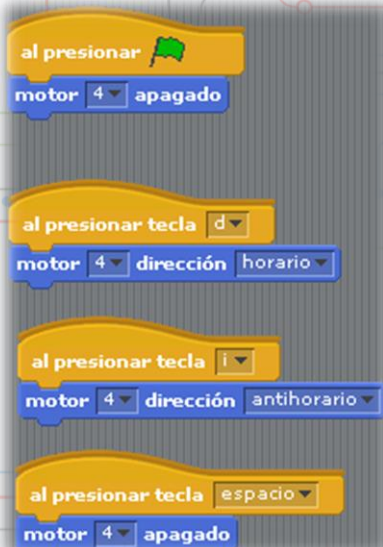 al presionar
motor 4 apagado
al presionar tecla d
motor 4 dirección horario
al presionar tecla i
motor 4 dirección antihorario
al presionar tecla espacio
motor 4 apagado